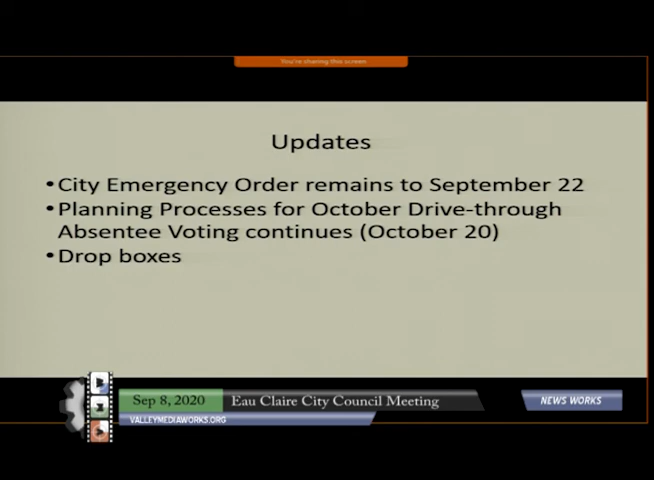 You're sharing this screen
Updates
•City Emergency Order remains to September 22
•Planning Processes for October Drive-through
Absentee Voting continues (October 20)
•Drop boxes
Sep 8, 2020
Eau Claire City Council Meeting
NEWS WORKS
VALLEYMEDIAWORKS.ORG